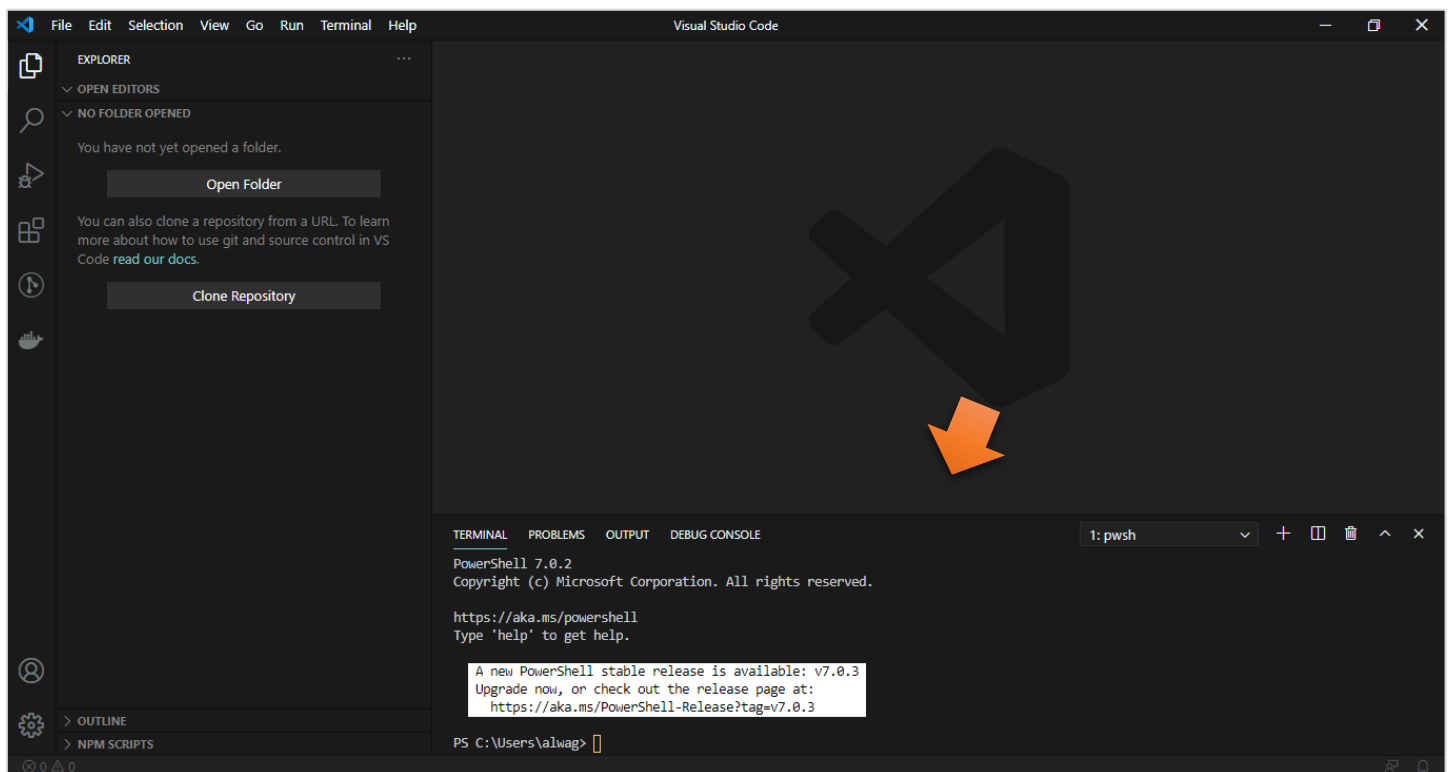 File Edit Selection View Go Run Terminal Help
Visual Studio Code
EXPLORER
OPEN EDITORS
NO FOLDER OPENED
You have not yet opened a folder.
Open Folder
You can also clone a repository from a URL. To learn
more about how to use git and source control in VS
Code read our docs.
Clone Repository
OUTLINE
NPM SCRIPTS
TERMINAL PROBLEMS OUTPUT DEBUG CONSOLE
1: pwsh
PowerShell 7.0.2
Copyright (c) Microsoft Corporation. All rights reserved.
https://aka.ms/powershell
Type 'help' to get help.
A new PowerShell stable release is available: v7.0.3
Upgrade now, or check out the release page at:
https://aka.ms/PowerShell-Release?tag=v7.0.3
PS C:\Users\alwag>
0 0